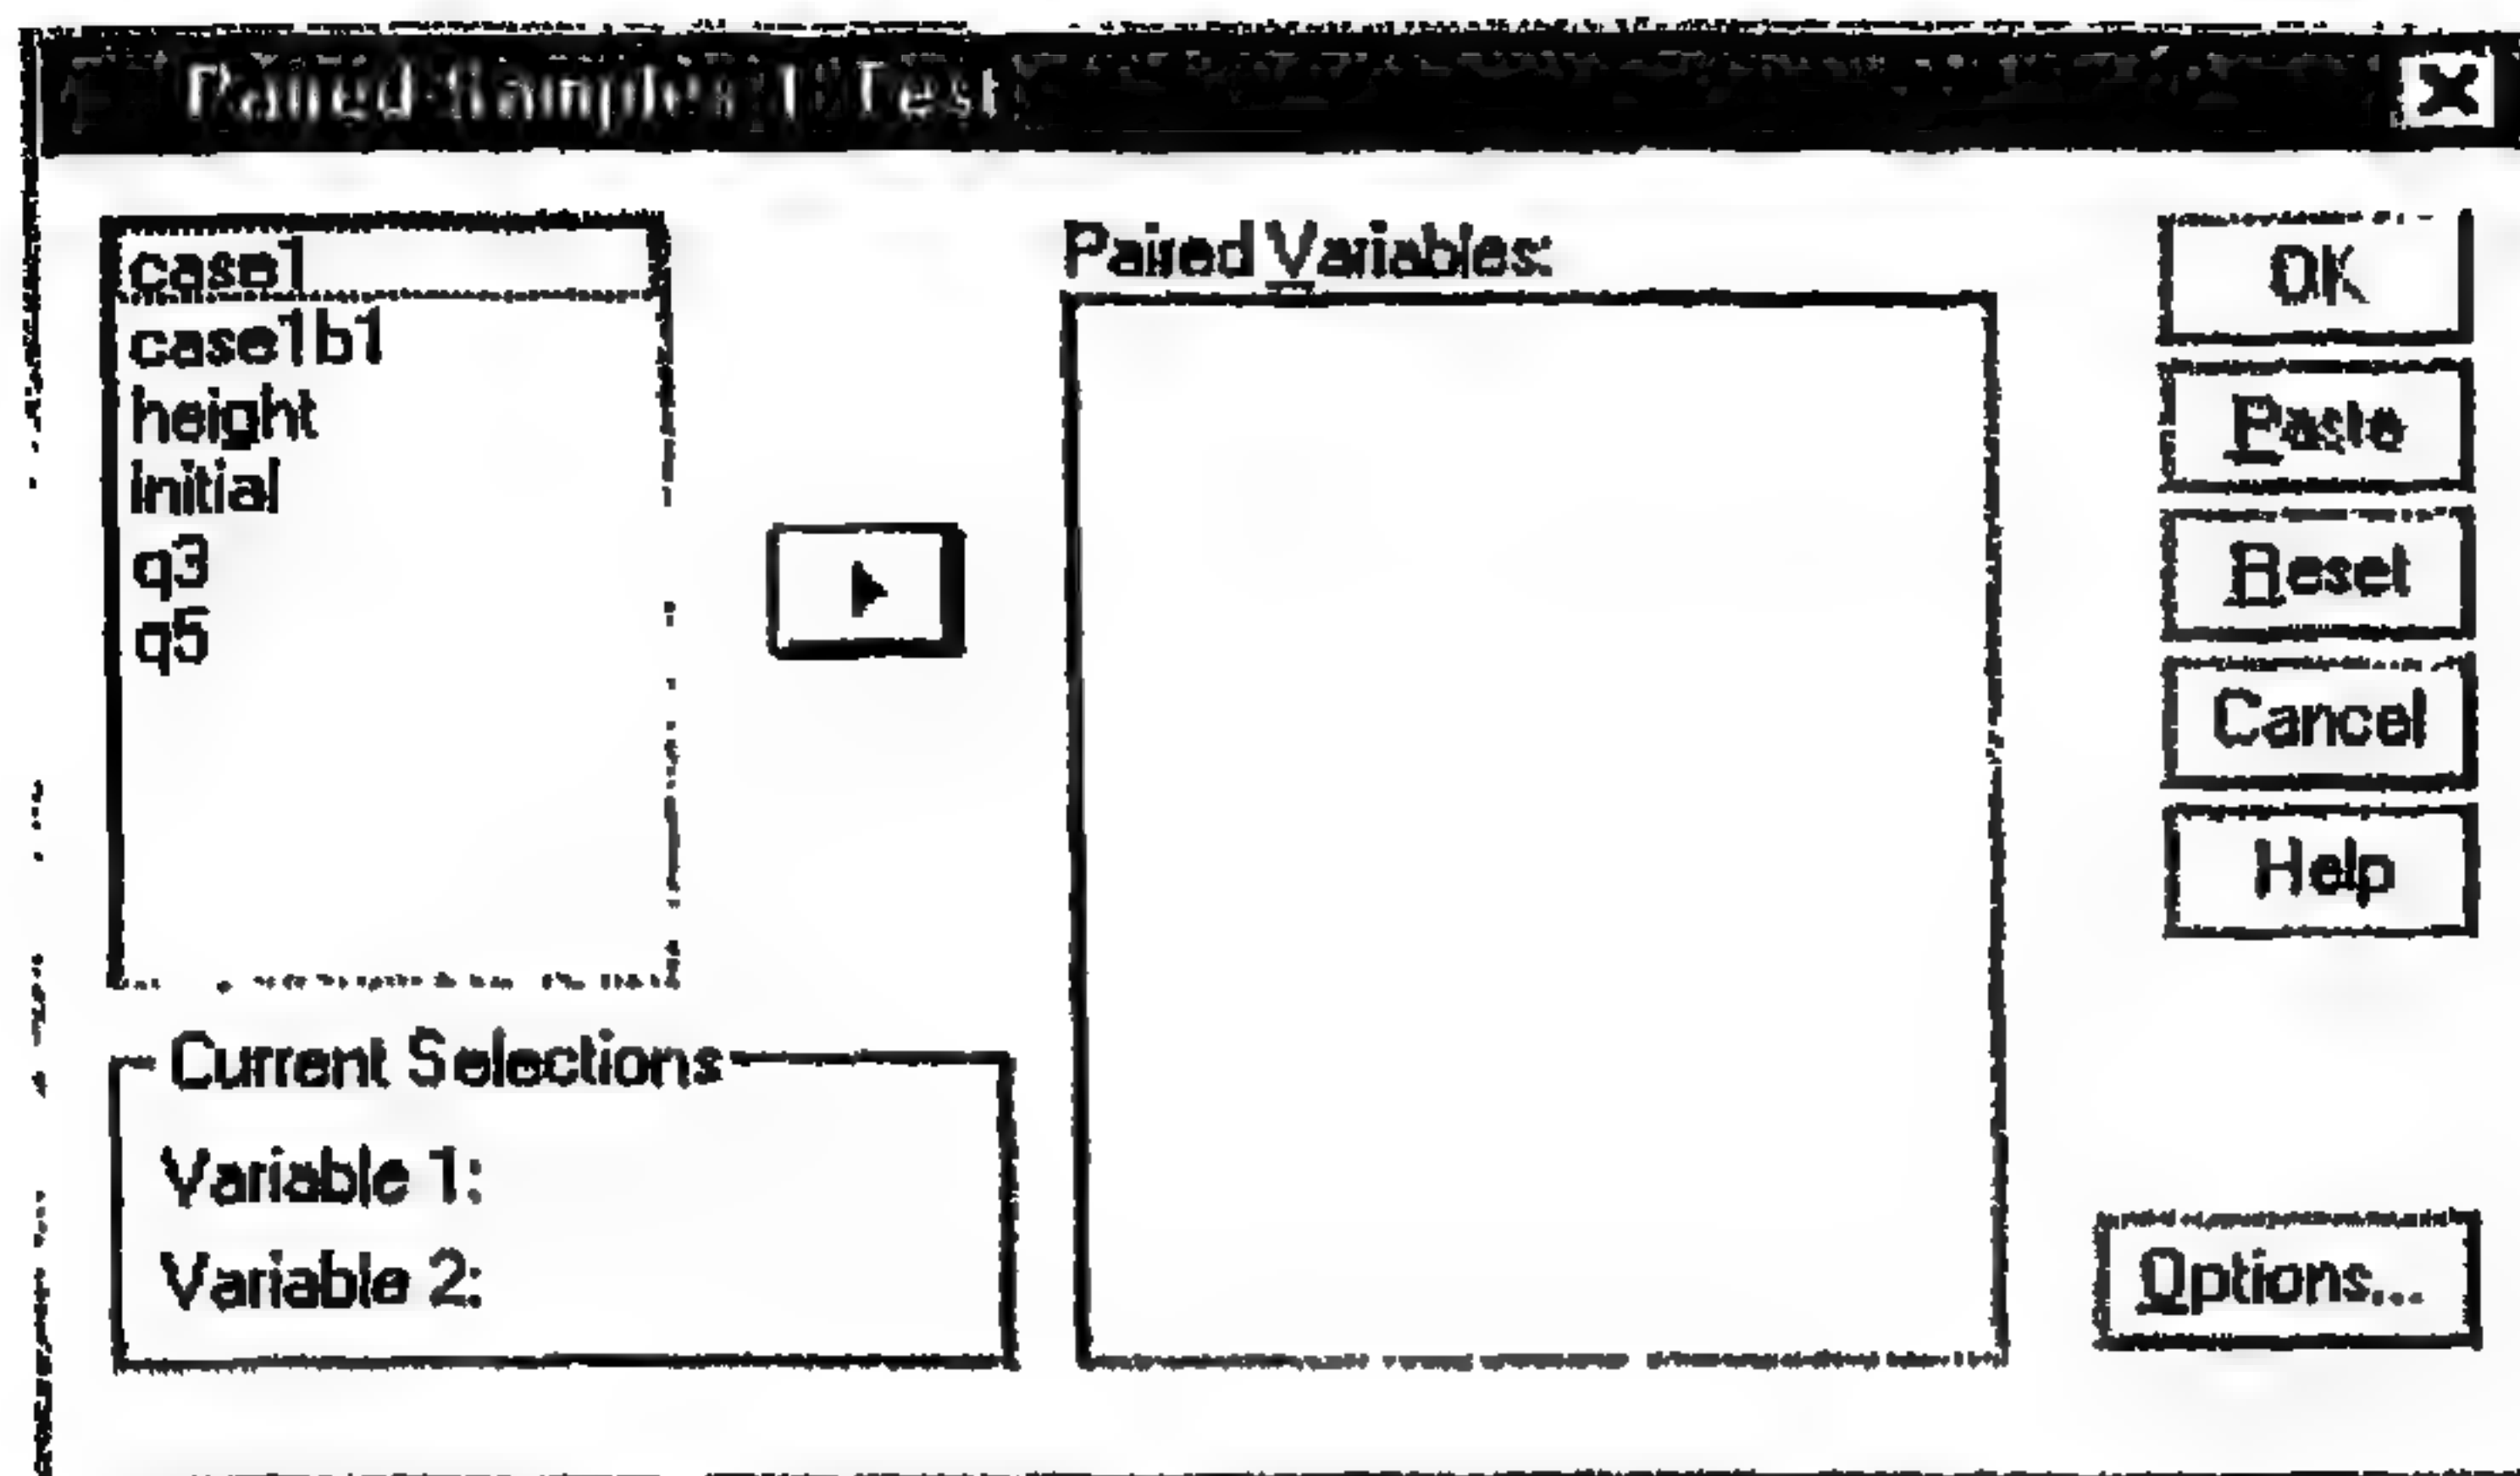 Paired-Samples T Test
case1
case1b1
height
initial
q3
q5
Paired Variables:
OK
Paste
Reset
Cancel
Help
Current Selections
Variable 1:
Variable 2:
Options...